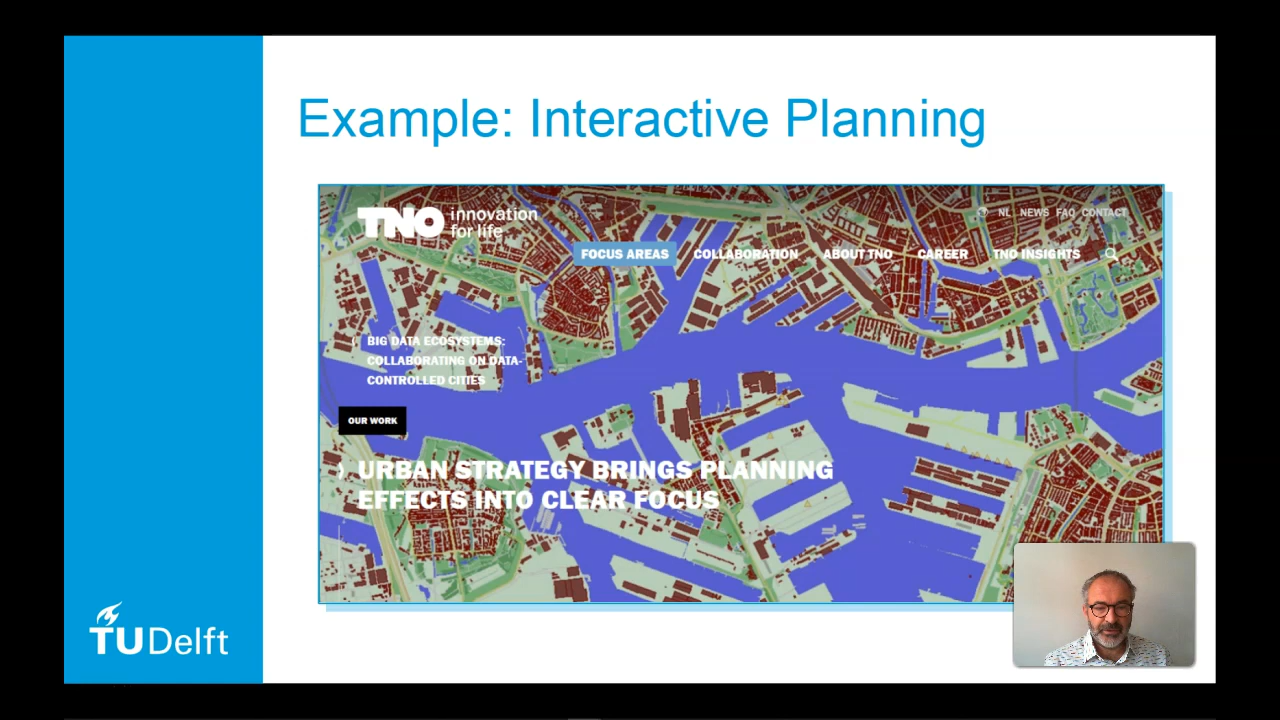 Example: Interactive Planning
TNO innovation
for life
NL NEWS FAQ CONTACT
FOCUS AREAS COLLABORATION ABOUT TNO CAREER TNO INSIGHTS
BIG DATA ECOSYSTEMS:
COLLABORATING ON DATA-
CONTROLLED CITIES
OUR WORK
URBAN STRATEGY BRINGS PLANNING
EFFECTS INTO CLEAR FOCUS
TUDelft